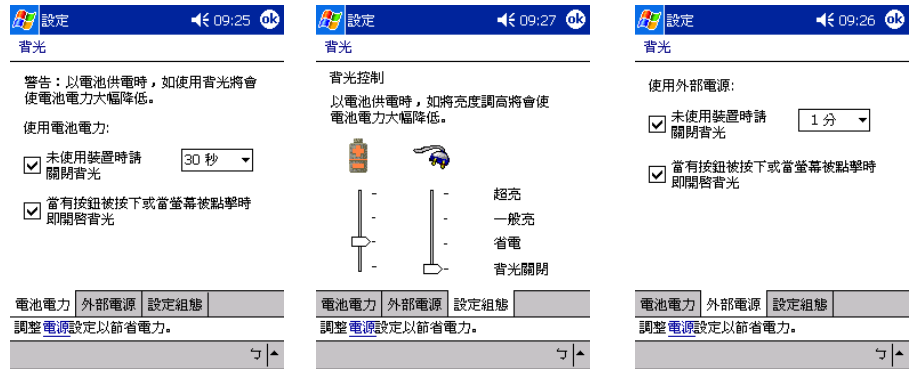 設定
09:25
ok
背光
警告：以電池供電時，如使用背光將會
使電池電力大幅降低。
使用電池電力:
未使用裝置時請
關閉背光
30 秒
當有按鈕被按下或當螢幕被點擊時
即開啓背光
電池電力
外部電源
設定組態
調整電源設定以節省電力。
ㄅ
設定
09:27
ok
背光
背光控制
以電池供電時，如將亮度調高將會使
電池電力大幅降低。
超亮
一般亮
省電
背光關閉
電池電力
外部電源
設定組態
調整電源設定以節省電力。
ㄅ
設定
09:26
ok
背光
使用外部電源:
未使用裝置時請
關閉背光
1 分
當有按鈕被按下或當螢幕被點擊時
即開啓背光
電池電力
外部電源
設定組態
調整電源設定以節省電力。
ㄅ